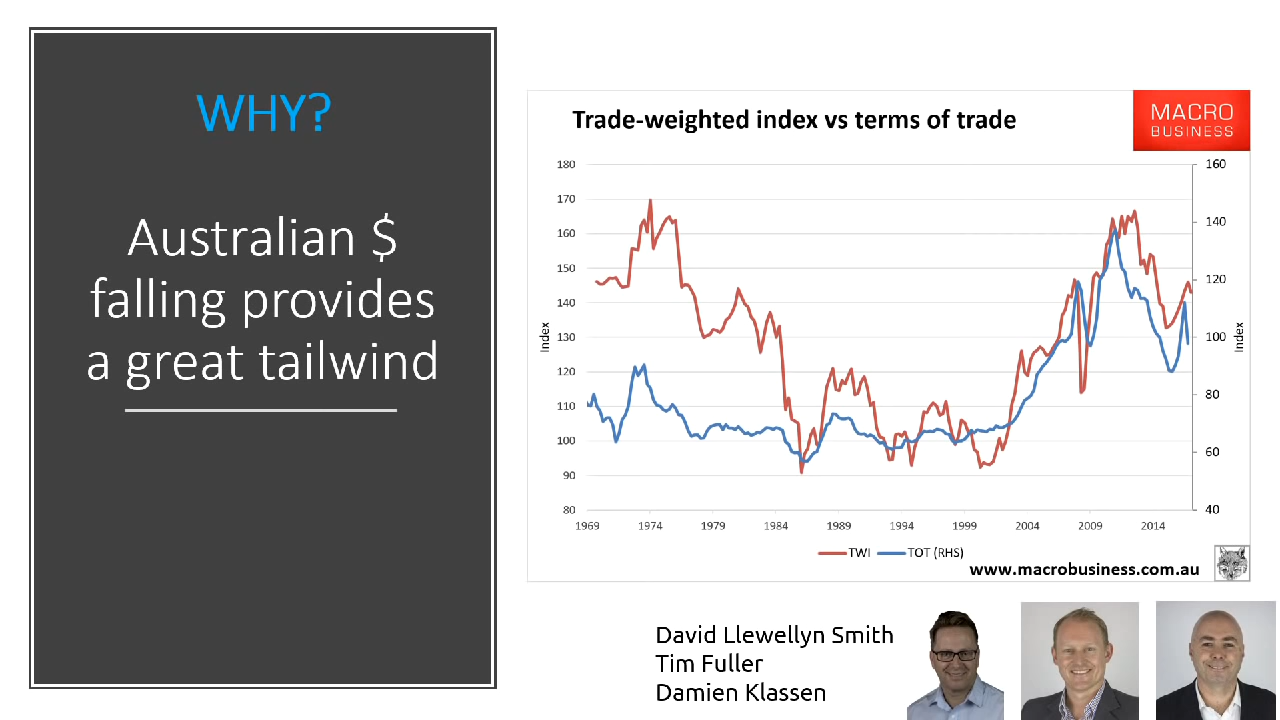 WHY?
Australian $
falling provides
a great tailwind
Trade-weighted index vs terms of trade
MACRO
BUSINESS
180
170
160
150
140
130
120
110
100
90
80
Index
160
140
120
100
80
60
40
Index
1969 1974 1979 1984 1989 1994 1999 2004 2009 2014
TWI TOT (RHS)
www.macrobusiness.com.au
David Llewellyn Smith
Tim Fuller
Damien Klassen